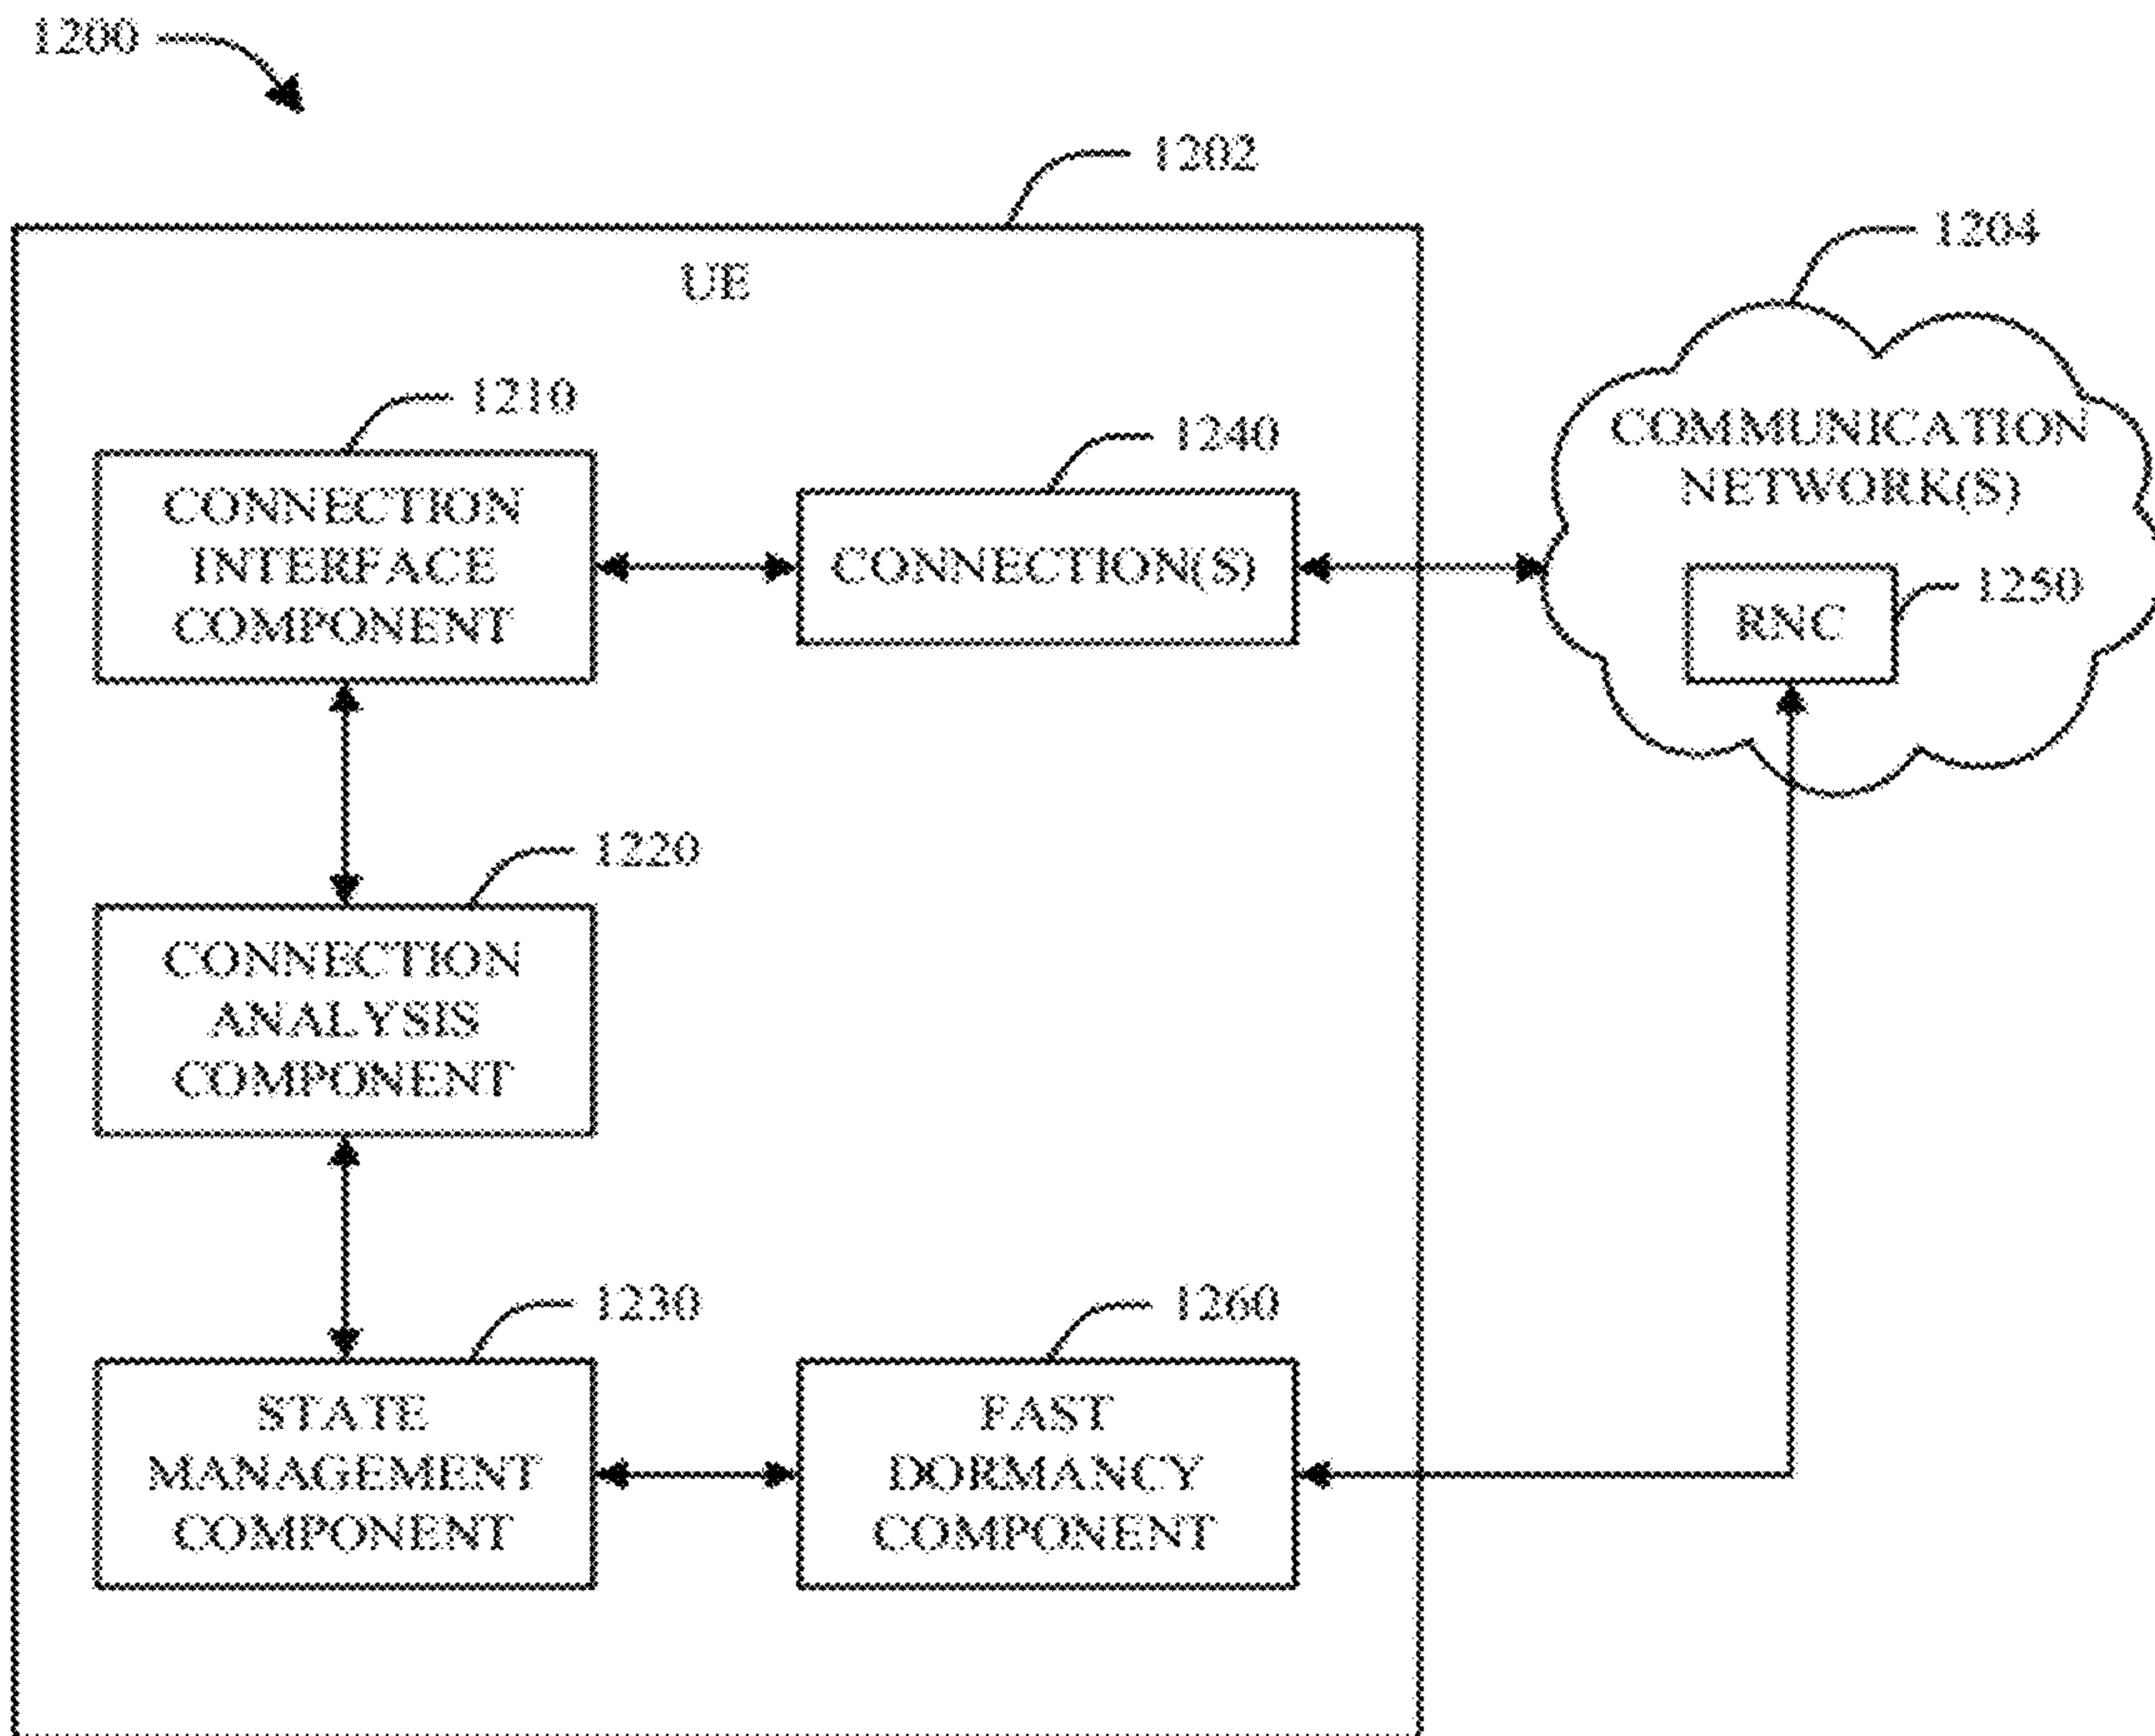 1200
1202
1204
UE
1210
CONNECTION
INTERFACE
COMPONENT
1240
CONNECTION(S)
COMMUNICATION
NETWORK(S)
RNC
1250
1220
CONNECTION
ANALYSIS
COMPONENT
1230
STATE
MANAGEMENT
COMPONENT
1260
FAST
DORMANCY
COMPONENT